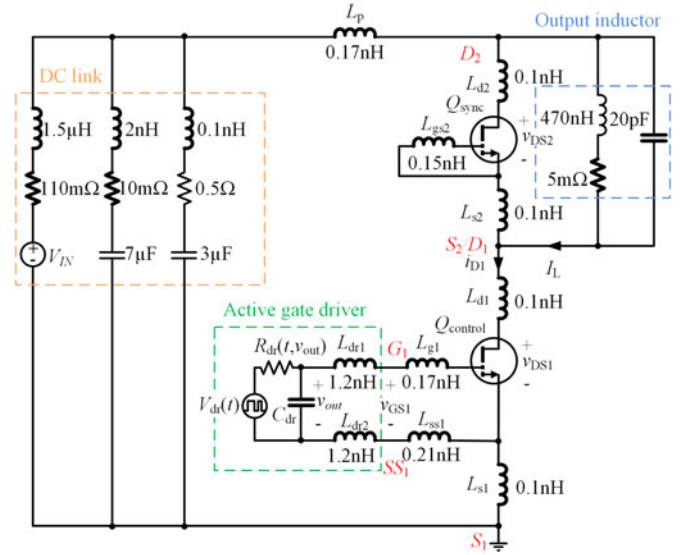 Lp
0.17nH
Output inductor
DC link
D2
Ld2
0.1nH
Qsync
1.5µH
2nH
0.1nH
Lgs2
0.15nH
+
vDS2
-
470nH
20pF
110mΩ
10mΩ
0.5Ω
5mΩ
Ls2
0.1nH
+
-
VIN
7µF
3µF
S2/D1
iD1
IL
Active gate driver
Ld1
0.1nH
Qcontrol
Rdr(t,vout)
Ldr1
G1
Lg1
+
vDS1
-
1.2nH
0.17nH
Vdr(t)
Cdr
+
vout
-
+
vGS1
-
Ldr2
Lss1
1.2nH
0.21nH
SS1
Ls1
0.1nH
S1